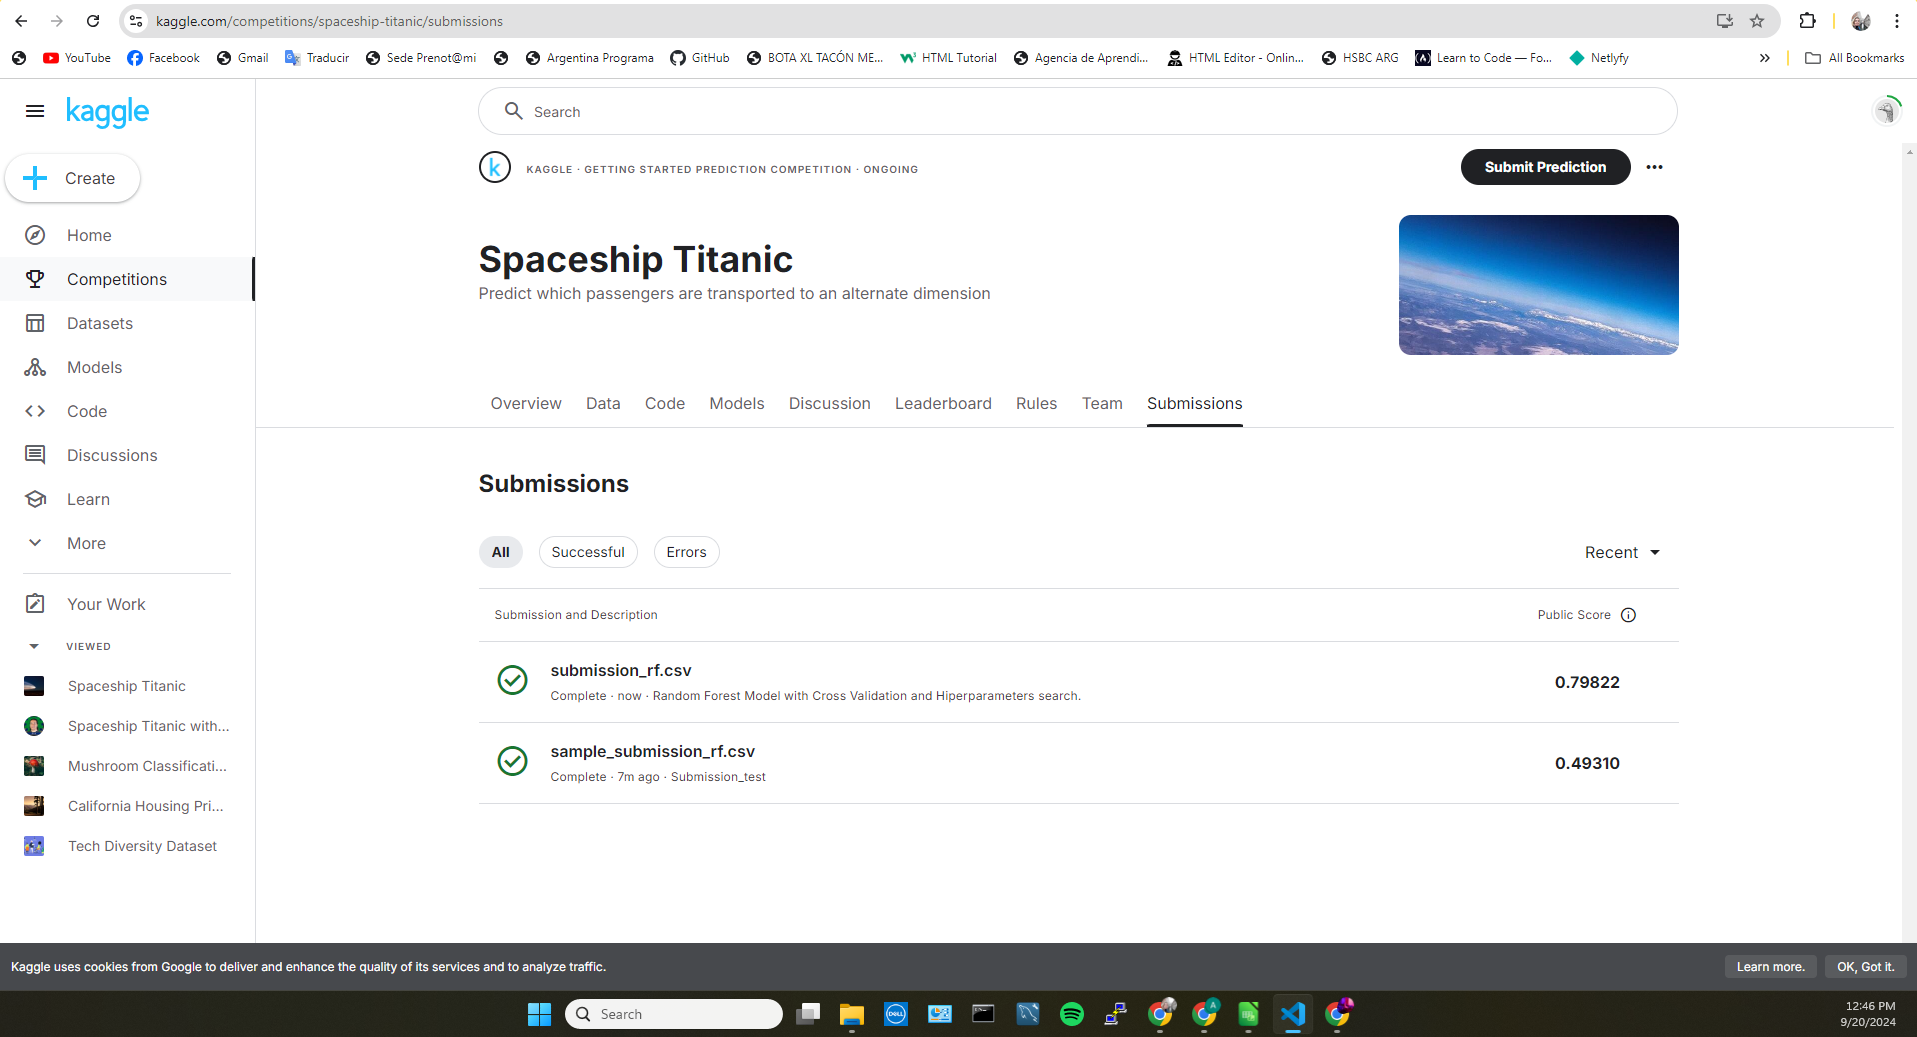 kaggle.com/competitions/spaceship-titanic/submissions
YouTube Facebook Gmail Traducir Sede Prenot@mi Argentina Programa GitHub BOTA XL TACÓN ME... HTML Tutorial Agencia de Aprendi... HTML Editor - Onlin... HSBC ARG Learn to Code — Fo... Netlyfy » All Bookmarks
kaggle
Search
Create
k KAGGLE · GETTING STARTED PREDICTION COMPETITION · ONGOING
Submit Prediction
Home
Competitions
Datasets
Models
Code
Discussions
Learn
More
Your Work
VIEWED
Spaceship Titanic
Spaceship Titanic with...
Mushroom Classificati...
California Housing Pri...
Tech Diversity Dataset
Spaceship Titanic
Predict which passengers are transported to an alternate dimension
Overview Data Code Models Discussion Leaderboard Rules Team Submissions
Submissions
All Successful Errors Recent
Submission and Description Public Score
submission_rf.csv
Complete · now · Random Forest Model with Cross Validation and Hiperparameters search.
0.79822
sample_submission_rf.csv
Complete · 7m ago · Submission_test
0.49310
Kaggle uses cookies from Google to deliver and enhance the quality of its services and to analyze traffic.
Learn more. OK, Got it.
Search
DELL
A
12:46 PM
9/20/2024